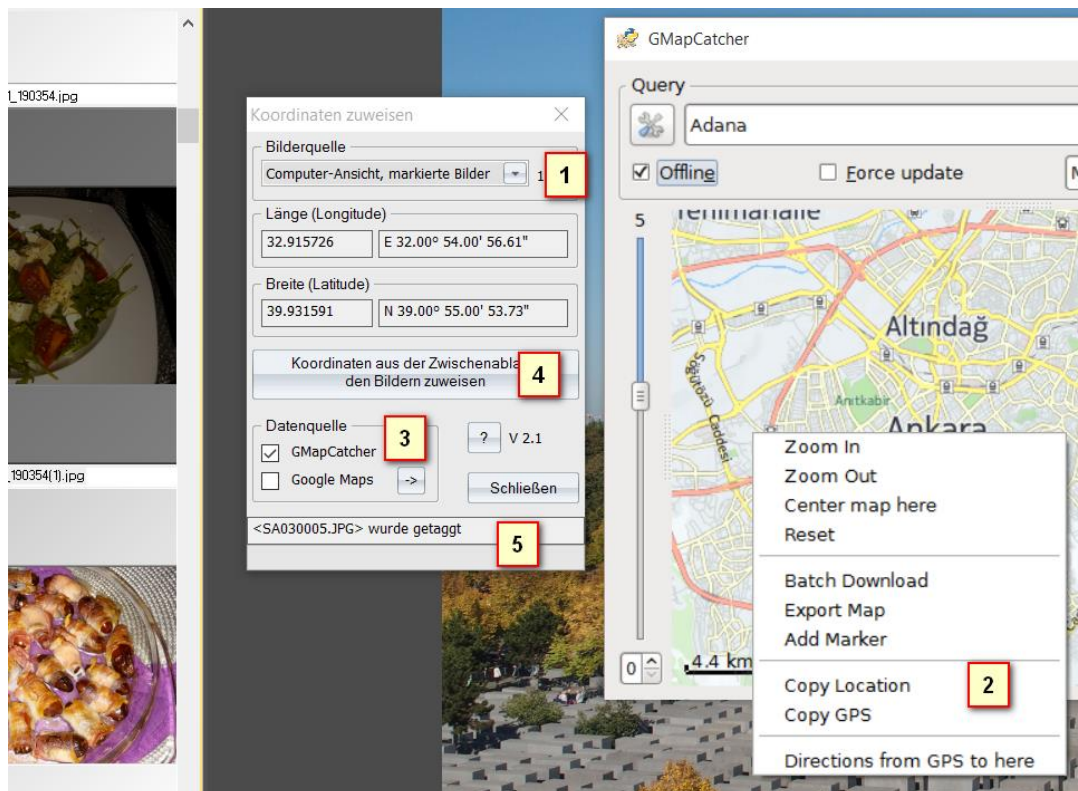 1_190354.jpg
_190354(1).jpg
Koordinaten zuweisen
Bilderquelle
Computer-Ansicht, markierte Bilder
1
1
Länge (Longitude)
32.915726
E 32.00° 54.00' 56.61"
Breite (Latitude)
39.931591
N 39.00° 55.00' 53.73"
Koordinaten aus der Zwischenabla
den Bildern zuweisen
4
Datenquelle
3
GMapCatcher
Google Maps
->
?
V 2.1
Schließen
<SA030005.JPG> wurde getaggt
5
GMapCatcher
Query
Adana
Offline
Force update
5
Yenimahalle
Altındağ
Söğütözü Caddesi
Anıtkabir
Ankara
0
4.4 km
Zoom In
Zoom Out
Center map here
Reset
Batch Download
Export Map
Add Marker
Copy Location
2
Copy GPS
Directions from GPS to here